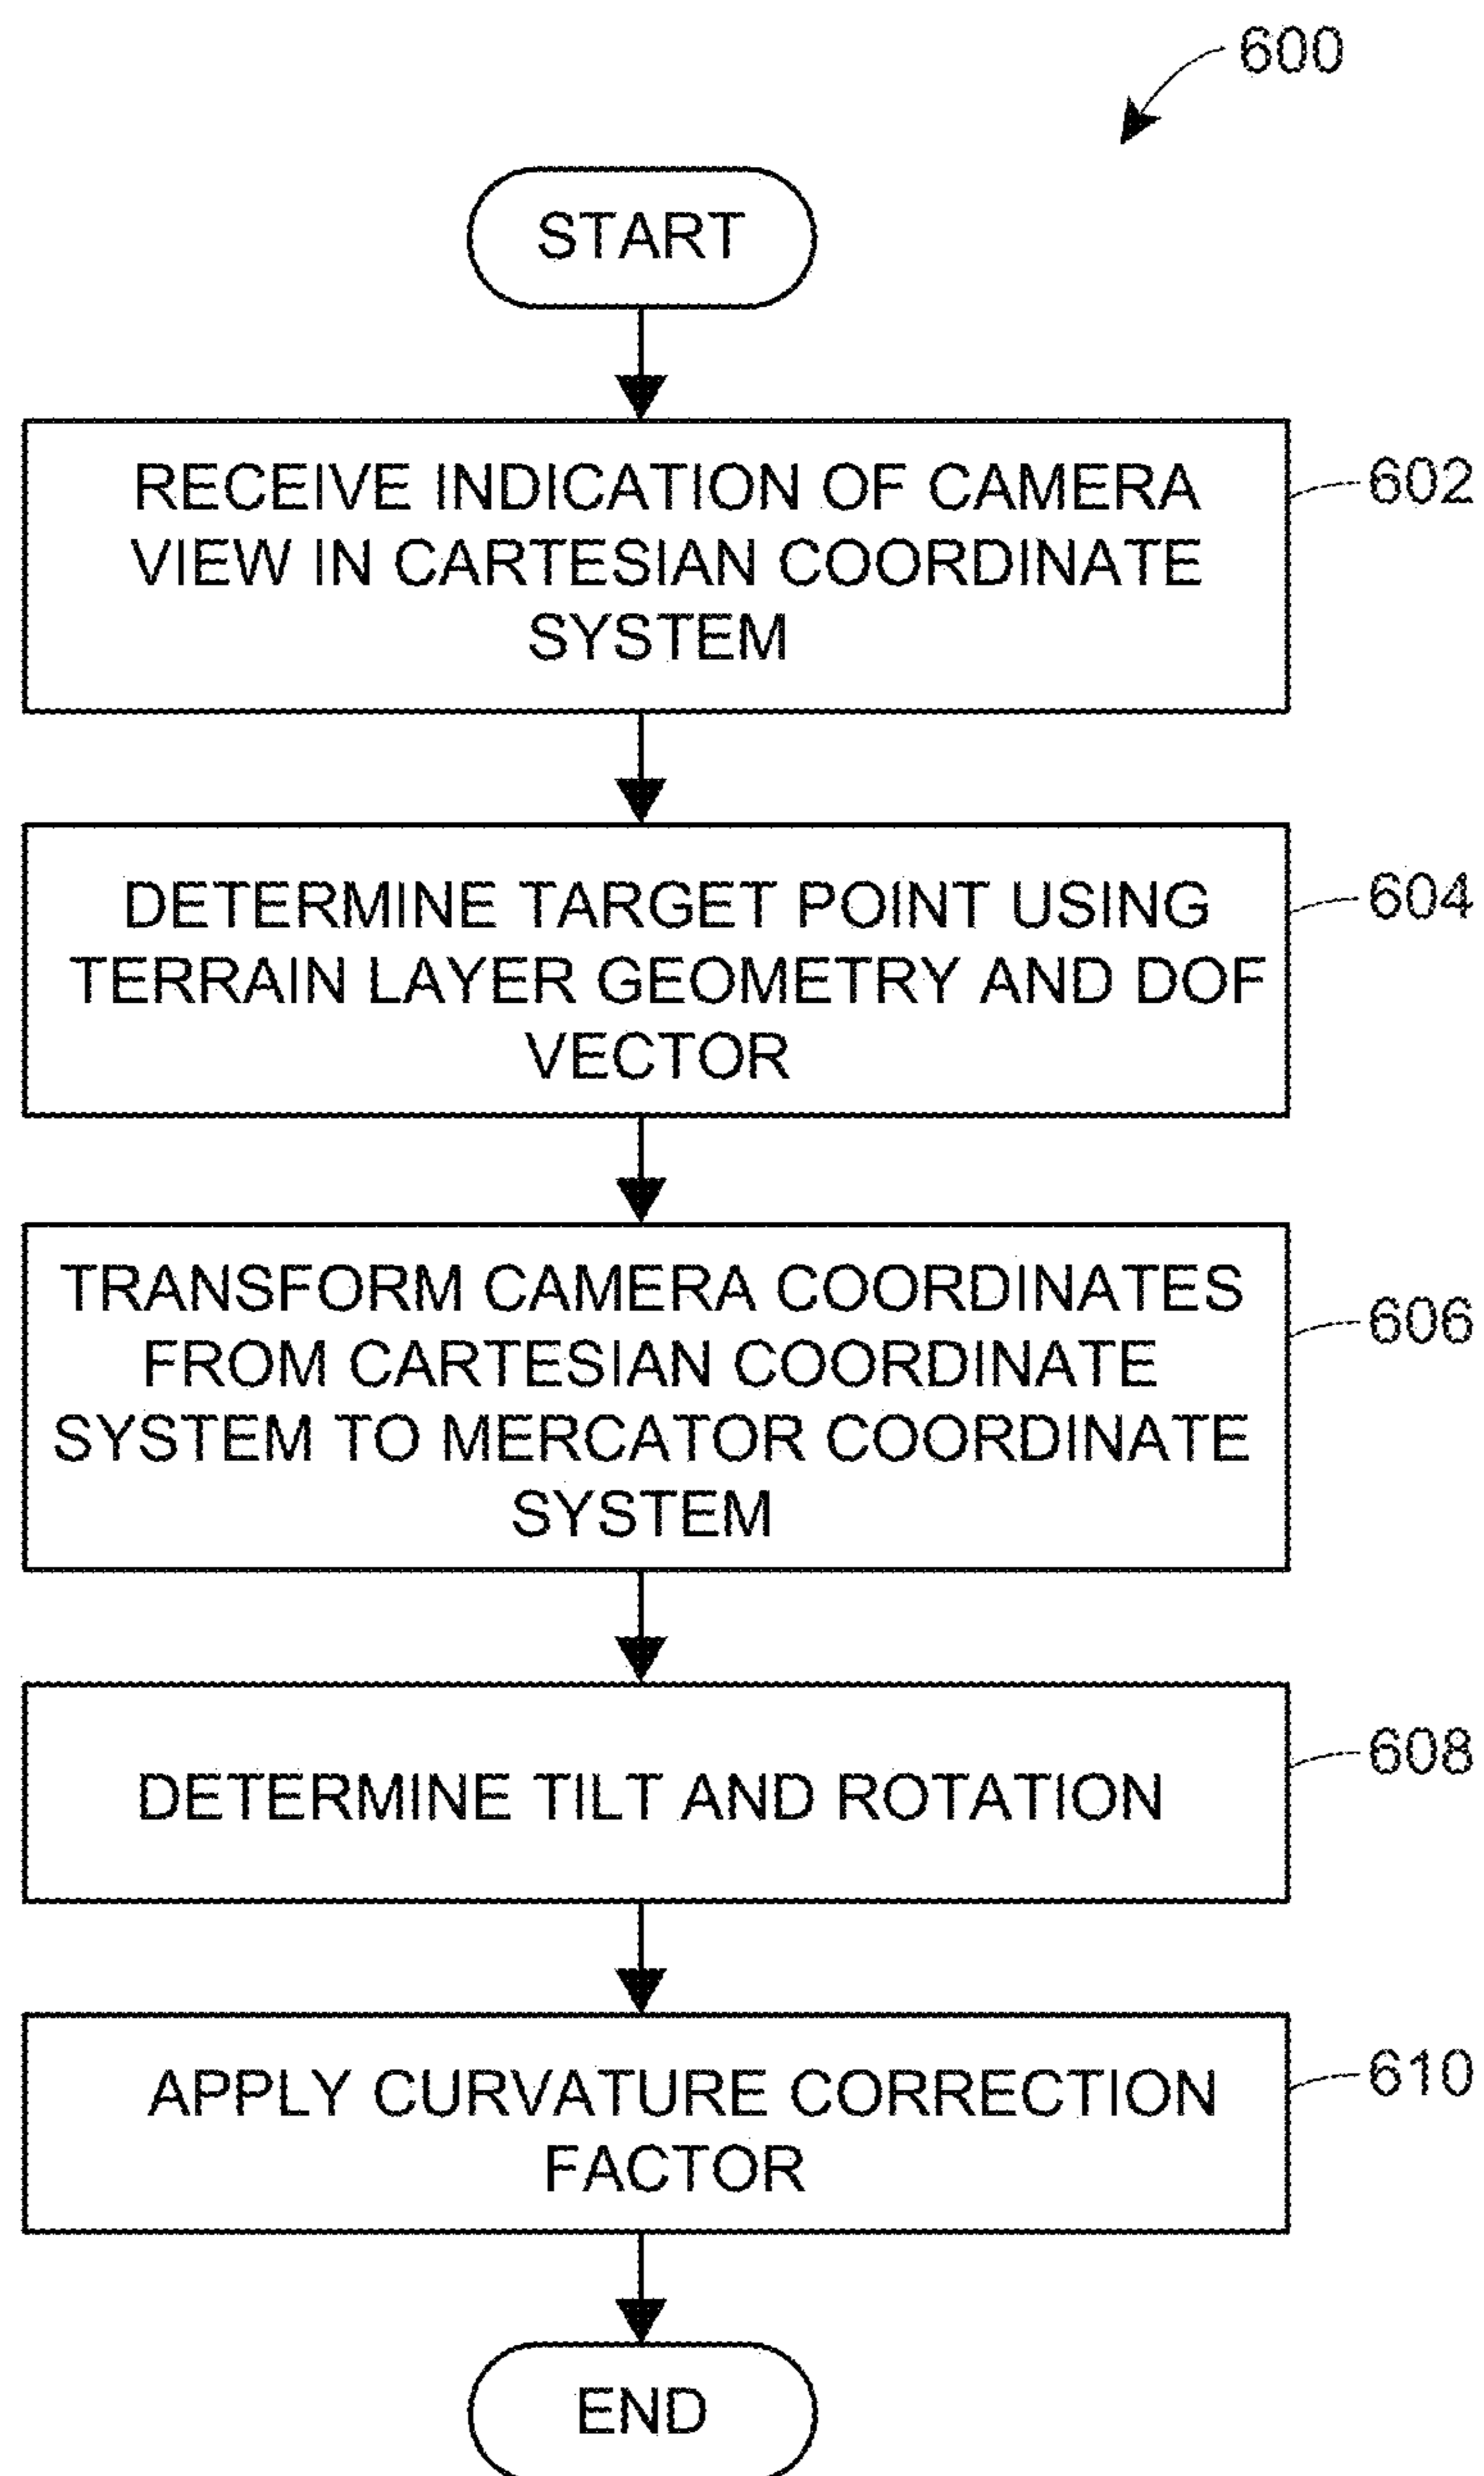 600
START
RECEIVE INDICATION OF CAMERA
VIEW IN CARTESIAN COORDINATE
SYSTEM
602
DETERMINE TARGET POINT USING
TERRAIN LAYER GEOMETRY AND DOF
VECTOR
604
TRANSFORM CAMERA COORDINATES
FROM CARTESIAN COORDINATE
SYSTEM TO MERCATOR COORDINATE
SYSTEM
606
DETERMINE TILT AND ROTATION
608
APPLY CURVATURE CORRECTION
FACTOR
610
END